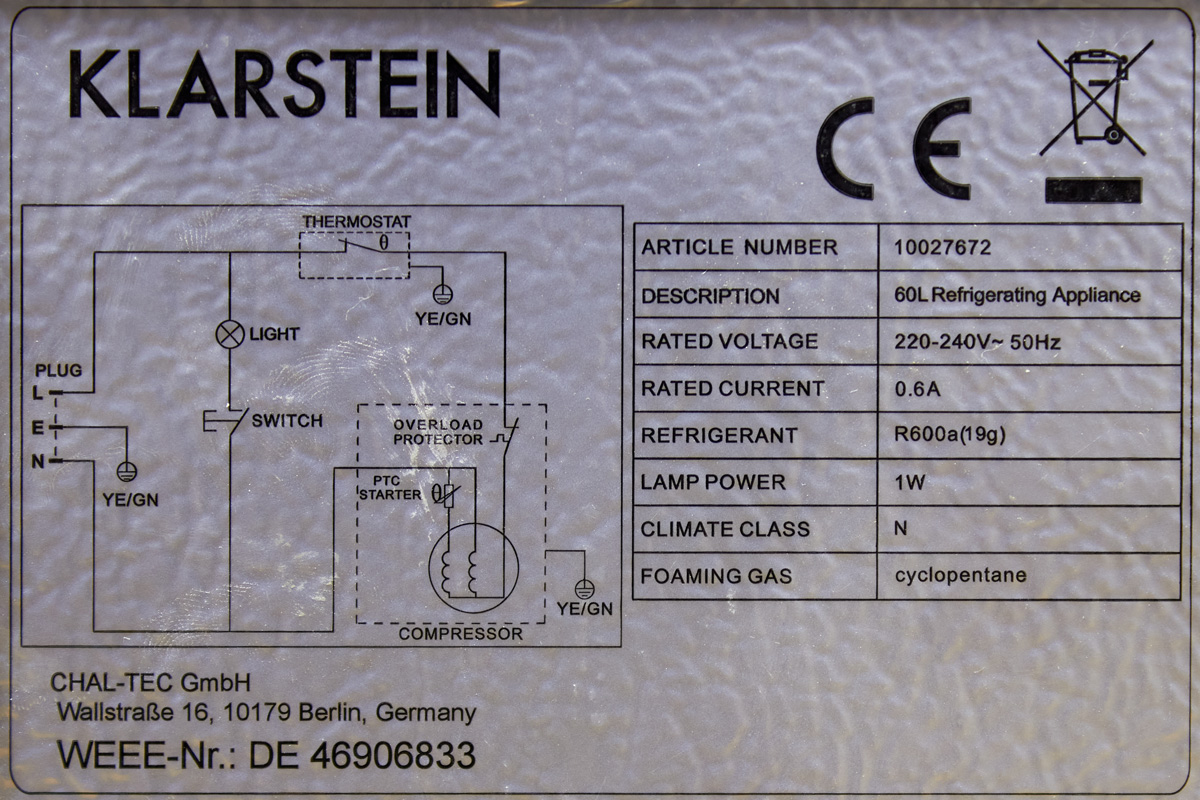 KLARSTEIN
CE
THERMOSTAT
θ
YE/GN
LIGHT
PLUG
L
E
N
YE/GN
SWITCH
OVERLOAD
PROTECTOR
PTC
STARTER
θ
YE/GN
COMPRESSOR
ARTICLE NUMBER 10027672
DESCRIPTION 60L Refrigerating Appliance
RATED VOLTAGE 220-240V~ 50Hz
RATED CURRENT 0.6A
REFRIGERANT R600a(19g)
LAMP POWER 1W
CLIMATE CLASS N
FOAMING GAS cyclopentane
CHAL-TEC GmbH
Wallstraße 16, 10179 Berlin, Germany
WEEE-Nr.: DE 46906833